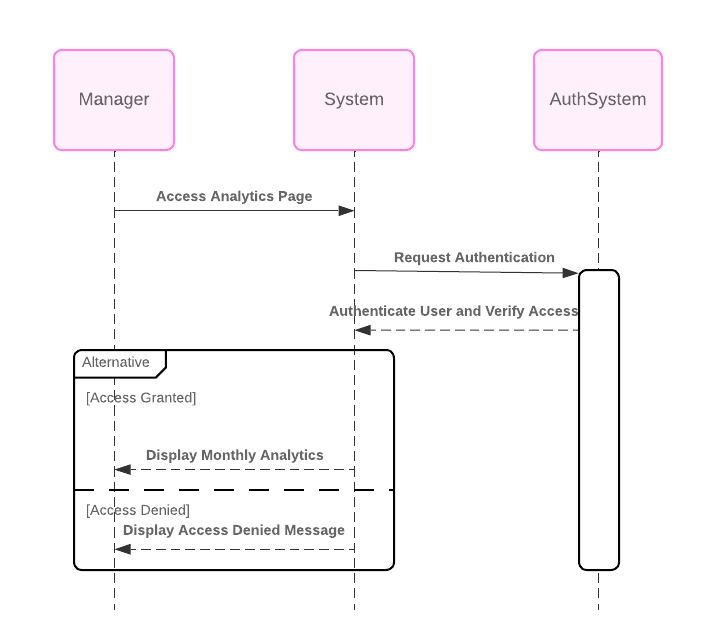 Manager
System
AuthSystem
Access Analytics Page
Request Authentication
Authenticate User and Verify Access
Alternative
[Access Granted]
Display Monthly Analytics
[Access Denied]
Display Access Denied Message